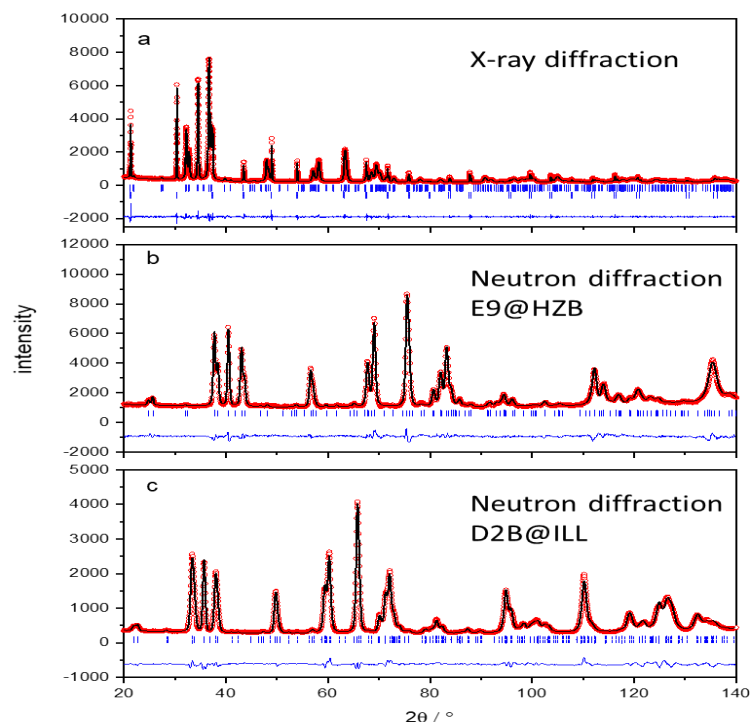 10000
8000
6000
4000
2000
0
-2000
a
X-ray diffraction
12000
10000
8000
6000
4000
2000
0
-2000
b
Neutron diffraction
E9@HZB
intensity
5000
4000
3000
2000
1000
0
-1000
c
Neutron diffraction
D2B@ILL
20 40 60 80 100 120 140
2θ / °